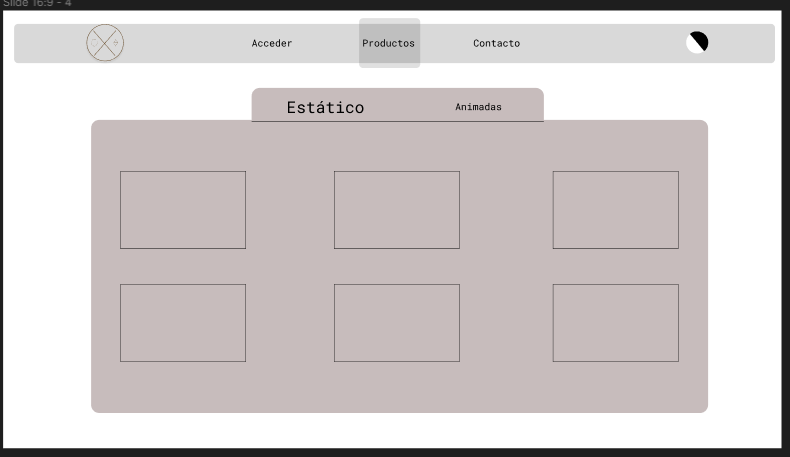 Slide 16:9 - 4
Acceder
Productos
Contacto
Estático
Animadas